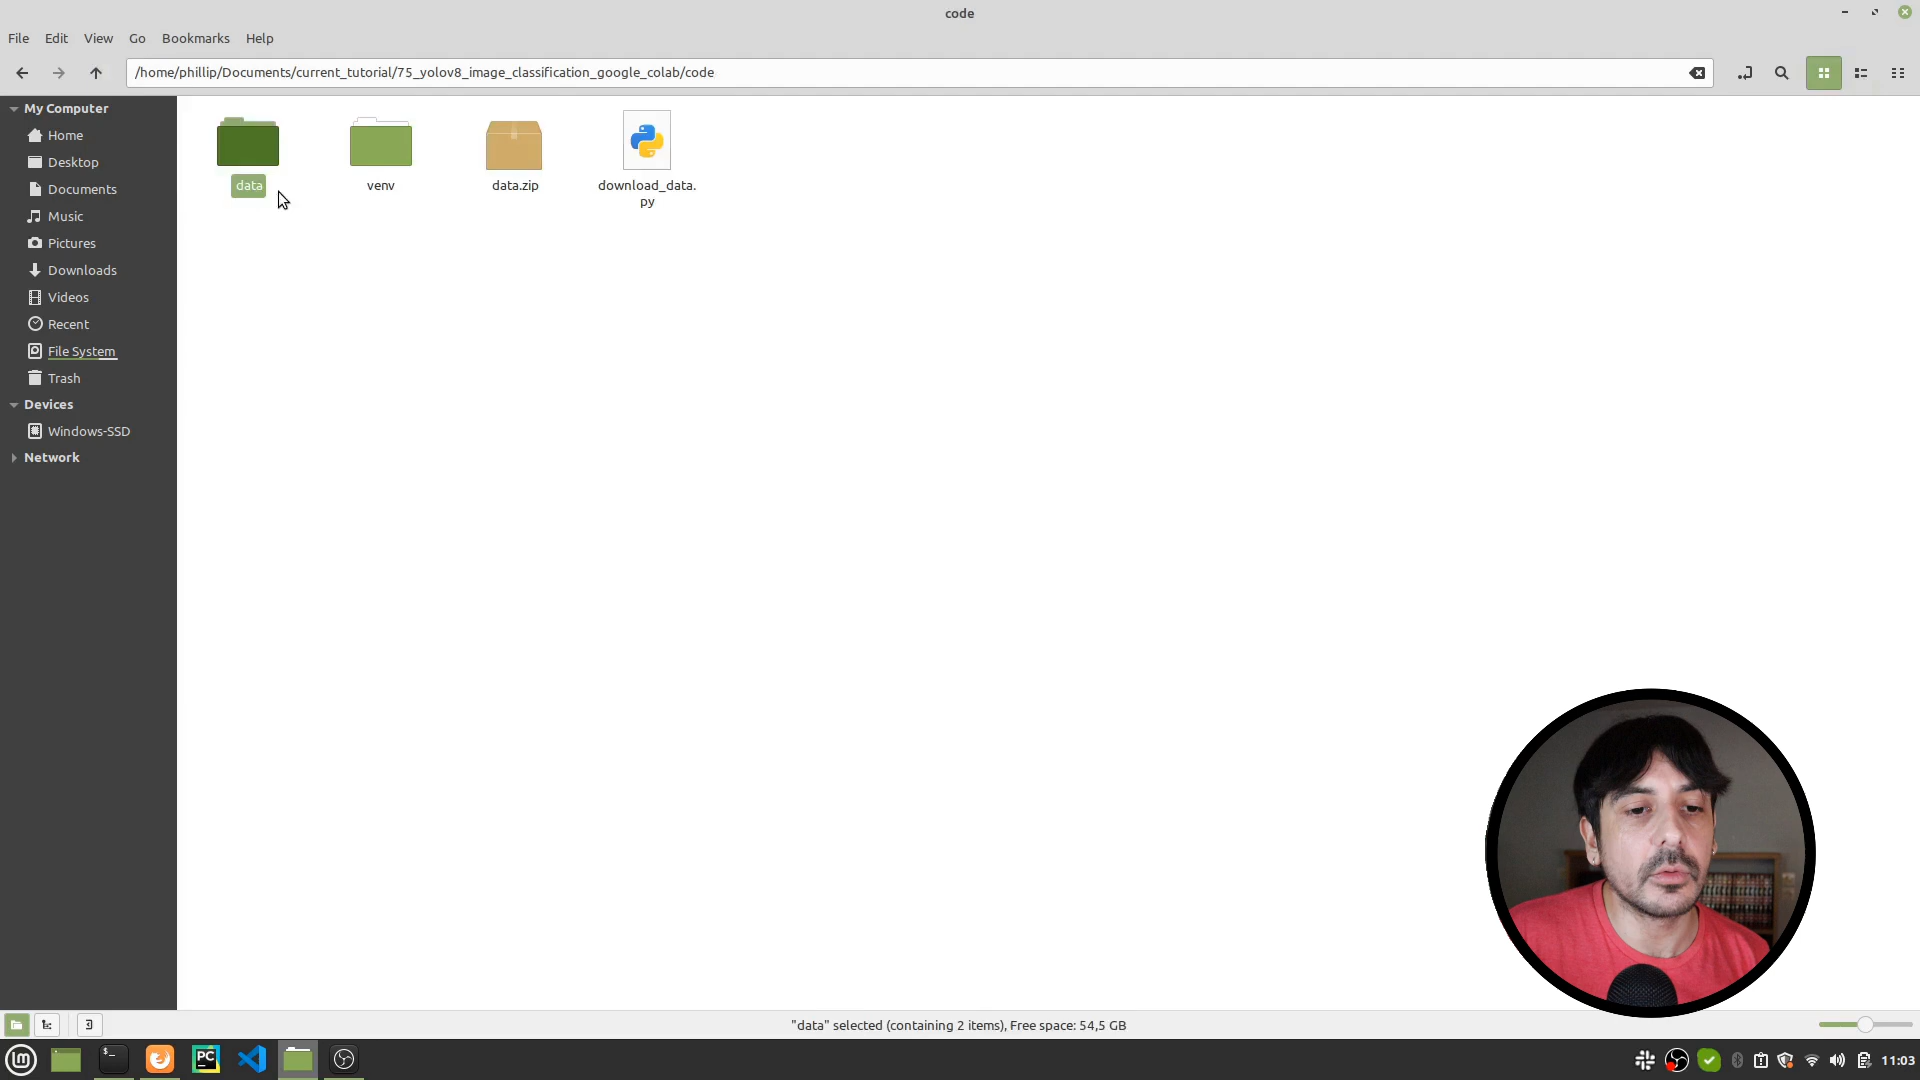 code
File Edit View Go Bookmarks Help
/home/phillip/Documents/current_tutorial/75_yolov8_image_classification_google_colab/code
My Computer
Home
Desktop
Documents
Music
Pictures
Downloads
Videos
Recent
File System
Trash
Devices
Windows-SSD
Network
data
venv
data.zip
download_data.
py
"data" selected (containing 2 items), Free space: 54,5 GB
lm
$_
PC
11:03